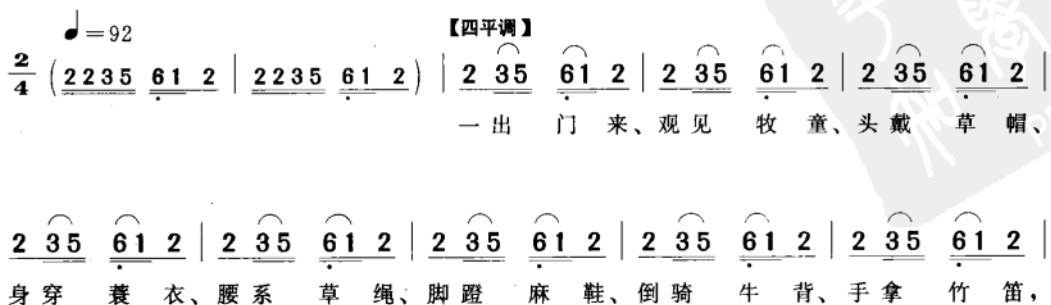 ♩=92 【四平调】
2/4 (2235 61 2 | 2235 61 2) | 2 35 61 2 | 2 35 61 2 | 2 35 61 2 |
一出 门 来、观见 牧 童、头戴 草 帽、
2 35 61 2 | 2 35 61 2 | 2 35 61 2 | 2 35 61 2 | 2 35 61 2 |
身穿 蓑 衣、腰系 草 绳、脚蹬 麻 鞋、倒骑 牛 背、手拿 竹 笛，